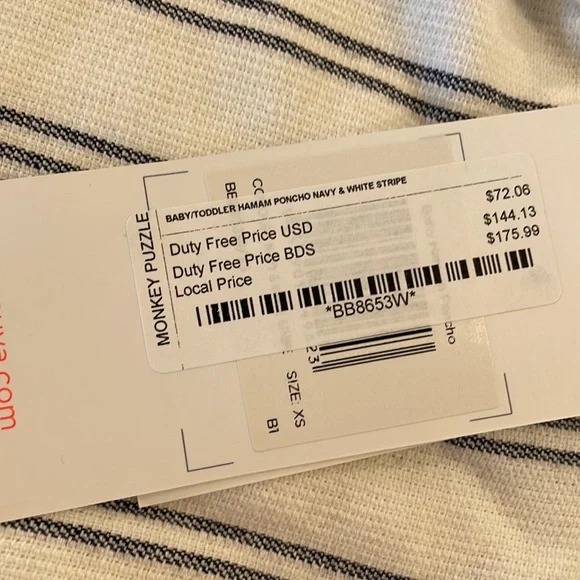 MONKEY PUZZLE
BABY/TODDLER HAMAM PONCHO NAVY & WHITE STRIPE
Duty Free Price USD $72.06
Duty Free Price BDS $144.13
Local Price $175.99
*BB8653W*
SIZE: XS
B1